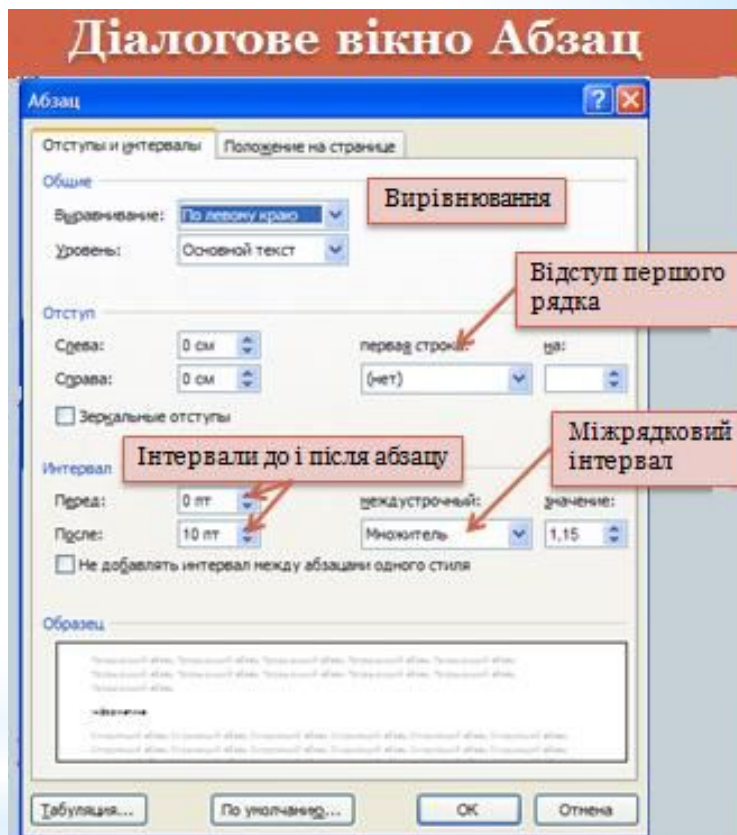 Діалогове вікно Абзац
Абзац
Отступы и интервалы Положение на странице
Общие
Выравнивание: По левому краю
Вирівнювання
Уровень: Основной текст
Відступ першого
рядка
Отступ
Слева: 0 см первая строка: на:
Справа: 0 см (нет)
Зеркальные отступы
Міжрядковий
інтервал
Інтервали до і після абзацу
Интервал
Перед: 0 пт междустрочный: значение:
После: 10 пт Множитель 1,15
Не добавлять интервал между абзацами одного стиля
Образец
Табуляция... По умолчанию... ОК Отмена